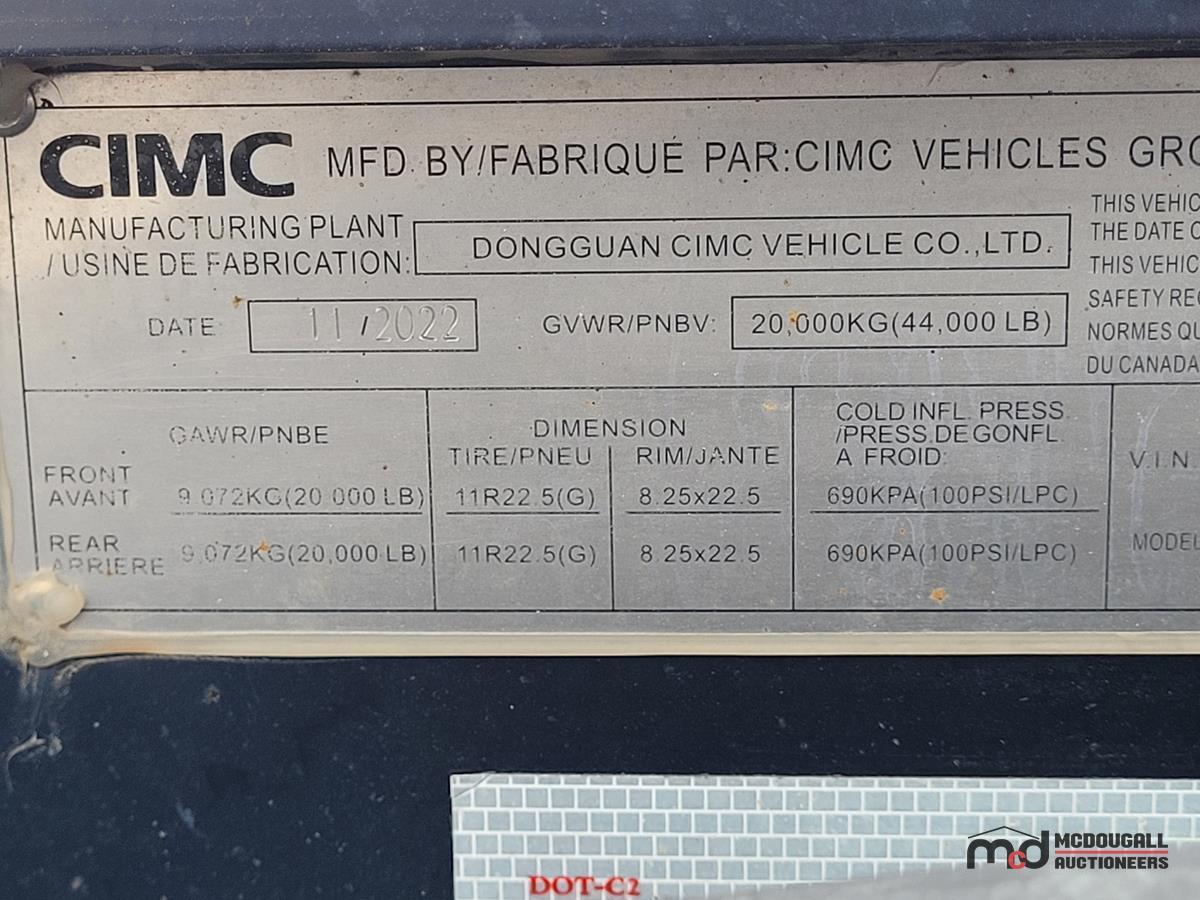 CIMC MFD. BY/FABRIQUÉ PAR:CIMC VEHICLES GRO
MANUFACTURING PLANT
/USINE DE FABRICATION: DONGGUAN CIMC VEHICLE CO.,LTD.
DATE: 11/2022 GVWR/PNBV: 20,000KG(44,000 LB)
THIS VEHIC
THE DATE O
THIS VEHIC
SAFETY REG
NORMES QU
DU CANADA
GAWR/PNBE
DIMENSION
TIRE/PNEU RIM/JANTE
COLD INFL. PRESS.
/PRESS.DE GONFL.
A FROID:
FRONT
AVANT 9 072KG(20 000 LB) 11R22.5(G) 8.25x22.5 690KPA(100PSI/LPC)
REAR
ARRIERE 9,072KG(20,000 LB) 11R22.5(G) 8.25x22.5 690KPA(100PSI/LPC)
V.I.N.
MODEL
DOT-C2
mcd MCDOUGALL
AUCTIONEERS